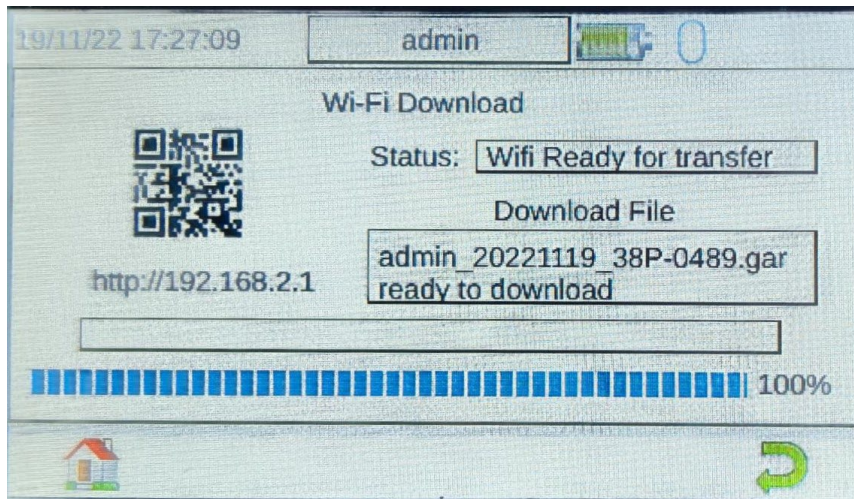 19/11/22 17:27:09
admin
Wi-Fi Download
Status: Wifi Ready for transfer
Download File
admin_20221119_38P-0489.gar
ready to download
http://192.168.2.1
100%